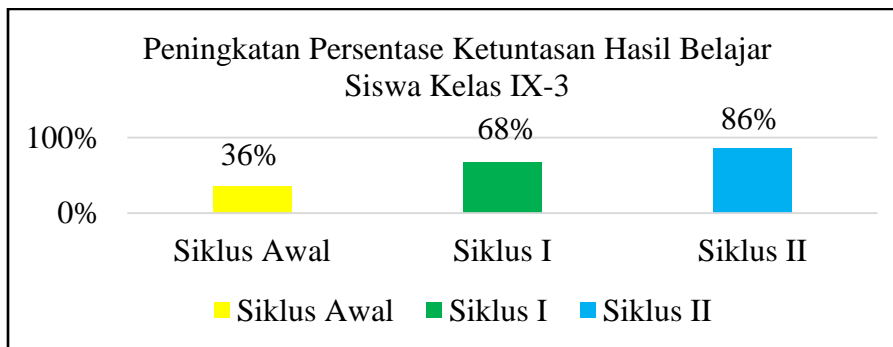 Peningkatan Persentase Ketuntasan Hasil Belajar
Siswa Kelas IX-3
100%
0%
36%
68%
86%
Siklus Awal
Siklus I
Siklus II
Siklus Awal
Siklus I
Siklus II